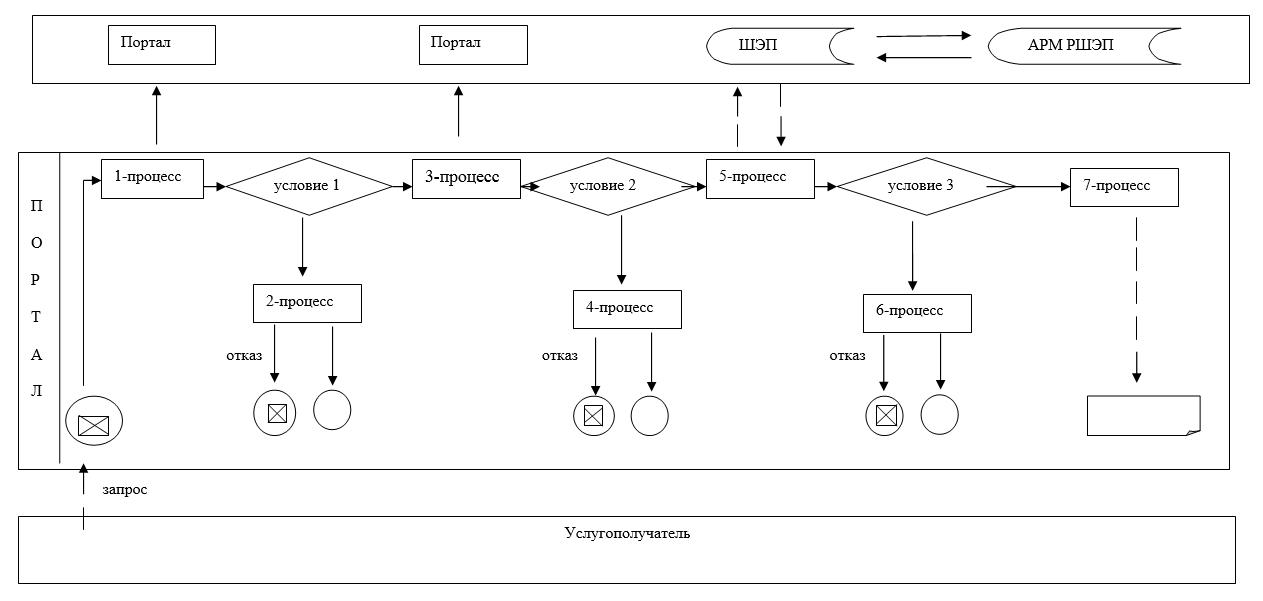 Портал
Портал
ШЭП
АРМ РШЭП
1-процесс
условие 1
3-процесс
условие 2
5-процесс
условие 3
7-процесс
П
О
Р
Т
А
Л
2-процесс
4-процесс
6-процесс
отказ
отказ
отказ
запрос
Услугополучатель